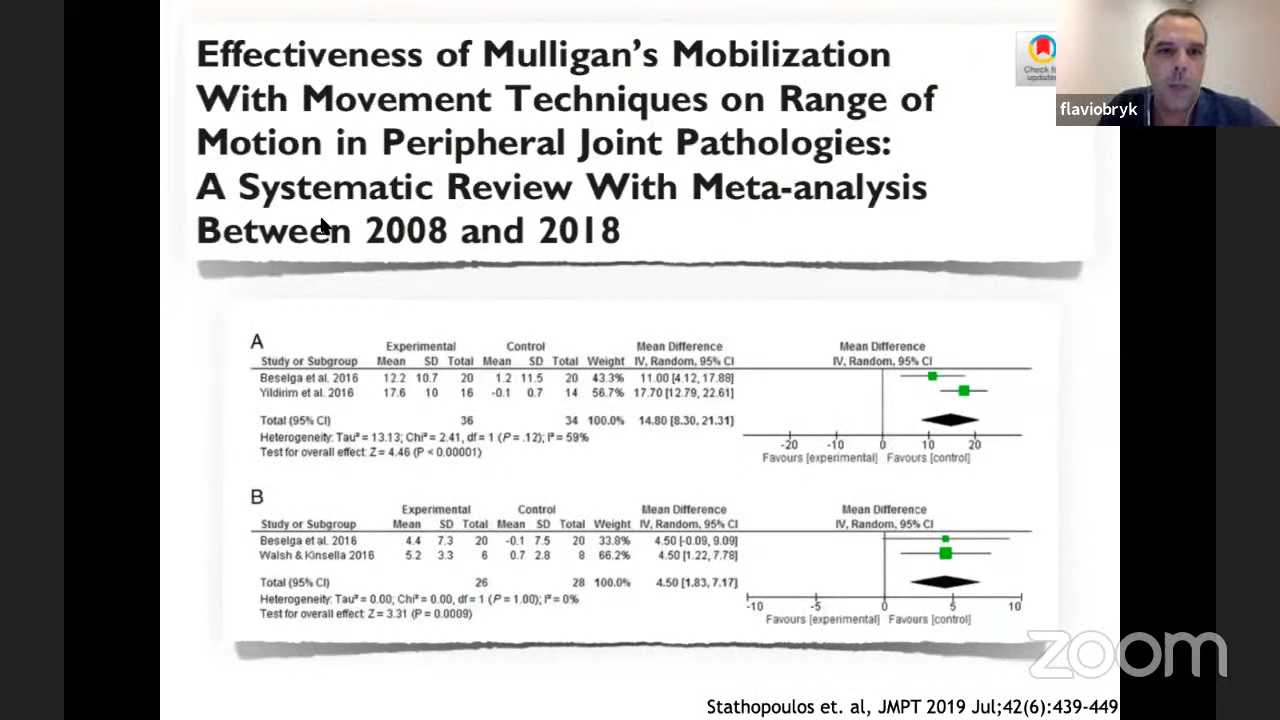 Effectiveness of Mulligan's Mobilization
With Movement Techniques on Range of
Motion in Peripheral Joint Pathologies:
A Systematic Review With Meta-analysis
Between 2008 and 2018
Check for
updates
flaviobryk
A
Experimental Control Mean Difference Mean Difference
Study or Subgroup Mean SD Total Mean SD Total Weight IV, Random, 95% CI IV, Random, 95% CI
Beselga et al. 2016 12.2 10.7 20 1.2 11.5 20 43.3% 11.00 [4.12, 17.88]
Yildirim et al. 2016 17.6 10 16 -0.1 0.7 14 56.7% 17.70 [12.79, 22.61]
Total (95% CI) 36 34 100.0% 14.80 [8.30, 21.31]
Heterogeneity: Tau² = 13.13; Chi² = 2.41, df = 1 (P = .12); I² = 59%
Test for overall effect: Z = 4.46 (P < 0.00001)
-20 -10 0 10 20
Favours [experimental] Favours [control]
B
Experimental Control Mean Difference Mean Difference
Study or Subgroup Mean SD Total Mean SD Total Weight IV, Random, 95% CI IV, Random, 95% CI
Beselga et al. 2016 4.4 7.3 20 -0.1 7.5 20 33.8% 4.50 [-0.09, 9.09]
Walsh & Kinsella 2016 5.2 3.3 6 0.7 2.8 8 66.2% 4.50 [1.22, 7.78]
Total (95% CI) 26 28 100.0% 4.50 [1.83, 7.17]
Heterogeneity: Tau² = 0.00; Chi² = 0.00, df = 1 (P = 1.00); I² = 0%
Test for overall effect: Z = 3.31 (P = 0.0009)
-10 -5 0 5 10
Favours [experimental] Favours [control]
zoom
Stathopoulos et. al, JMPT 2019 Jul;42(6):439-449